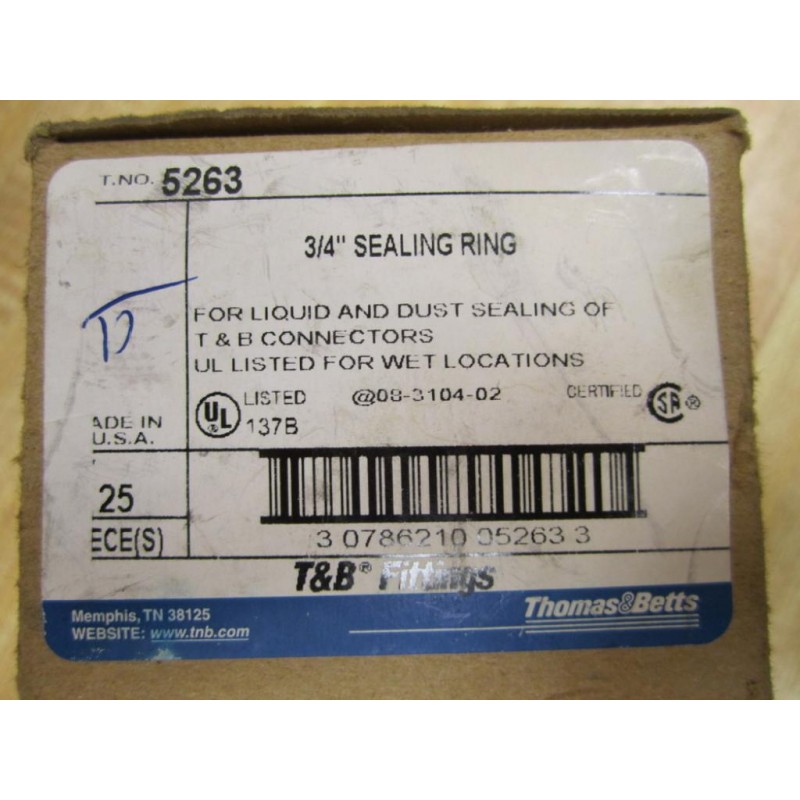 T.NO. 5263
3/4" SEALING RING
FOR LIQUID AND DUST SEALING OF
T & B CONNECTORS
UL LISTED FOR WET LOCATIONS
UL ® LISTED 137B
@08-3104-02
CERTIFIED SA ®
ADE IN
U.S.A.
25
ECE(S)
3 0786210 05263 3
T&B® Fittings
Memphis, TN 38125
WEBSITE: www.tnb.com
Thomas&Betts